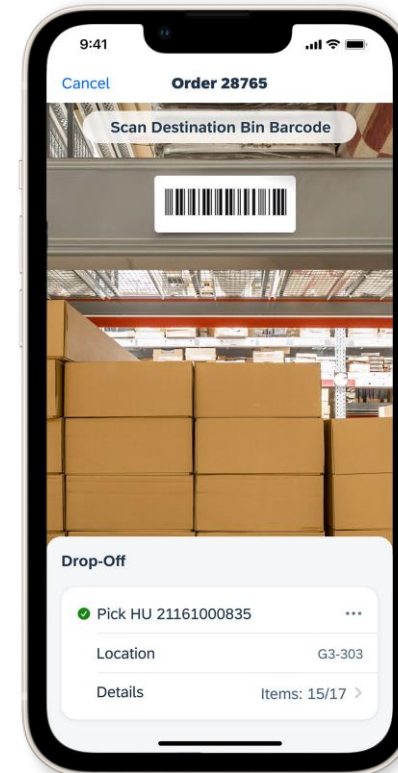 9:41
Cancel Order 28765
Scan Destination Bin Barcode
Drop-Off
Pick HU 21161000835 ...
Location G3-303
Details Items: 15/17 >